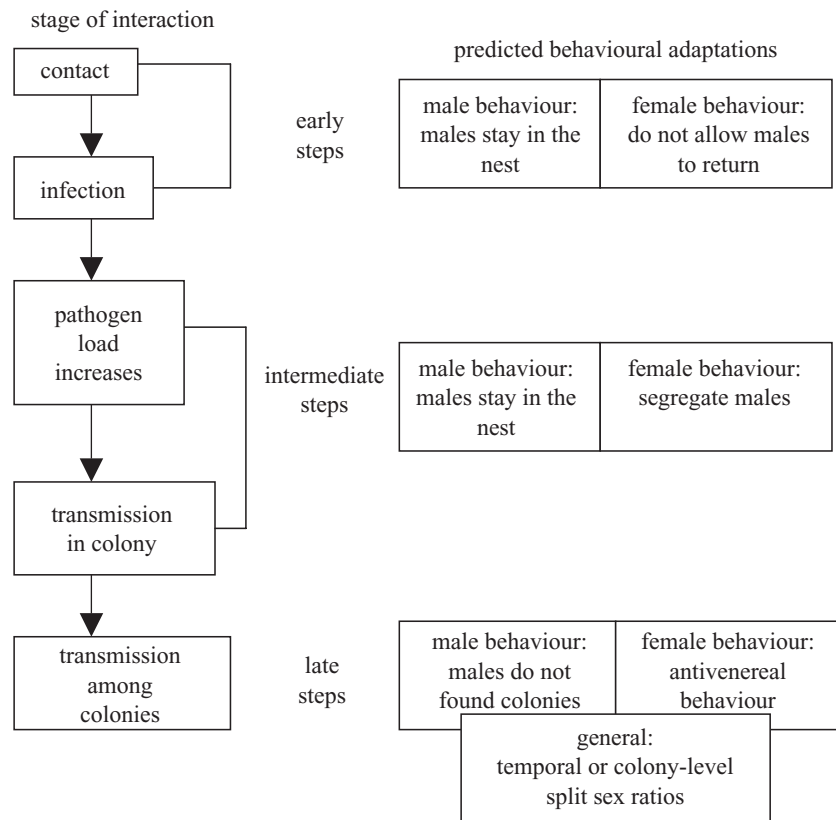 stage of interaction
predicted behavioural adaptations
contact
infection
early
steps
male behaviour:
males stay in the
nest
female behaviour:
do not allow males
to return
pathogen
load
increases
transmission
in colony
intermediate
steps
male behaviour:
males stay in the
nest
female behaviour:
segregate males
transmission
among
colonies
late
steps
male behaviour:
males do not
found colonies
female behaviour:
antivenereal
behaviour
general:
temporal or colony-level
split sex ratios